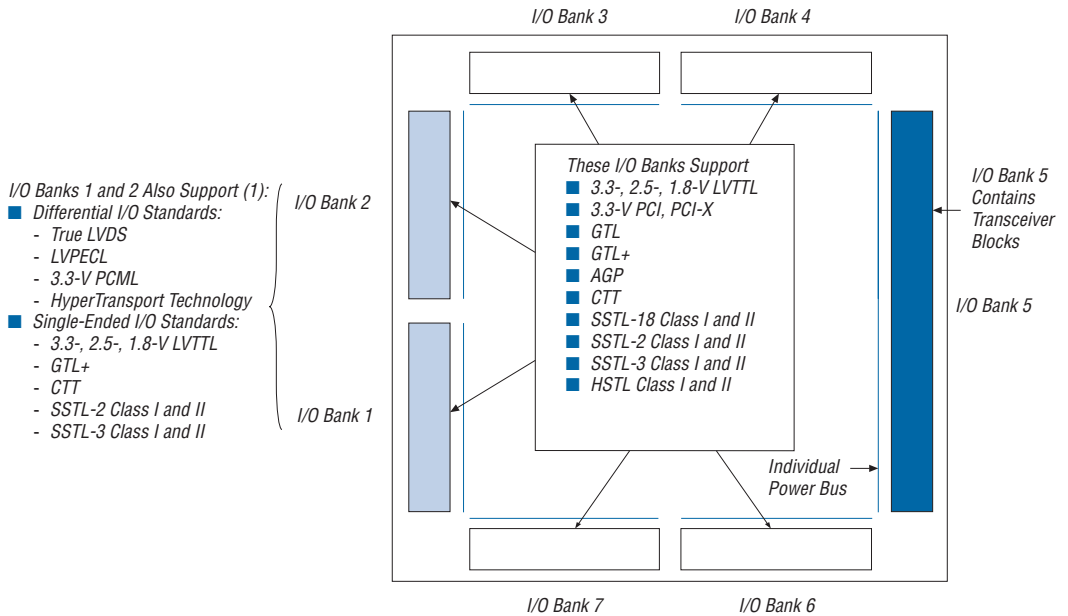 I/O Bank 3
I/O Bank 4
I/O Banks 1 and 2 Also Support (1):
■ Differential I/O Standards:
- True LVDS
- LVPECL
- 3.3-V PCML
- HyperTransport Technology
■ Single-Ended I/O Standards:
- 3.3-, 2.5-, 1.8-V LVTTL
- GTL+
- CTT
- SSTL-2 Class I and II
- SSTL-3 Class I and II
I/O Bank 2
I/O Bank 1
These I/O Banks Support
■ 3.3-, 2.5-, 1.8-V LVTTL
■ 3.3-V PCI, PCI-X
■ GTL
■ GTL+
■ AGP
■ CTT
■ SSTL-18 Class I and II
■ SSTL-2 Class I and II
■ SSTL-3 Class I and II
■ HSTL Class I and II
Individual
Power Bus
I/O Bank 5
Contains
Transceiver
Blocks
I/O Bank 5
I/O Bank 7
I/O Bank 6